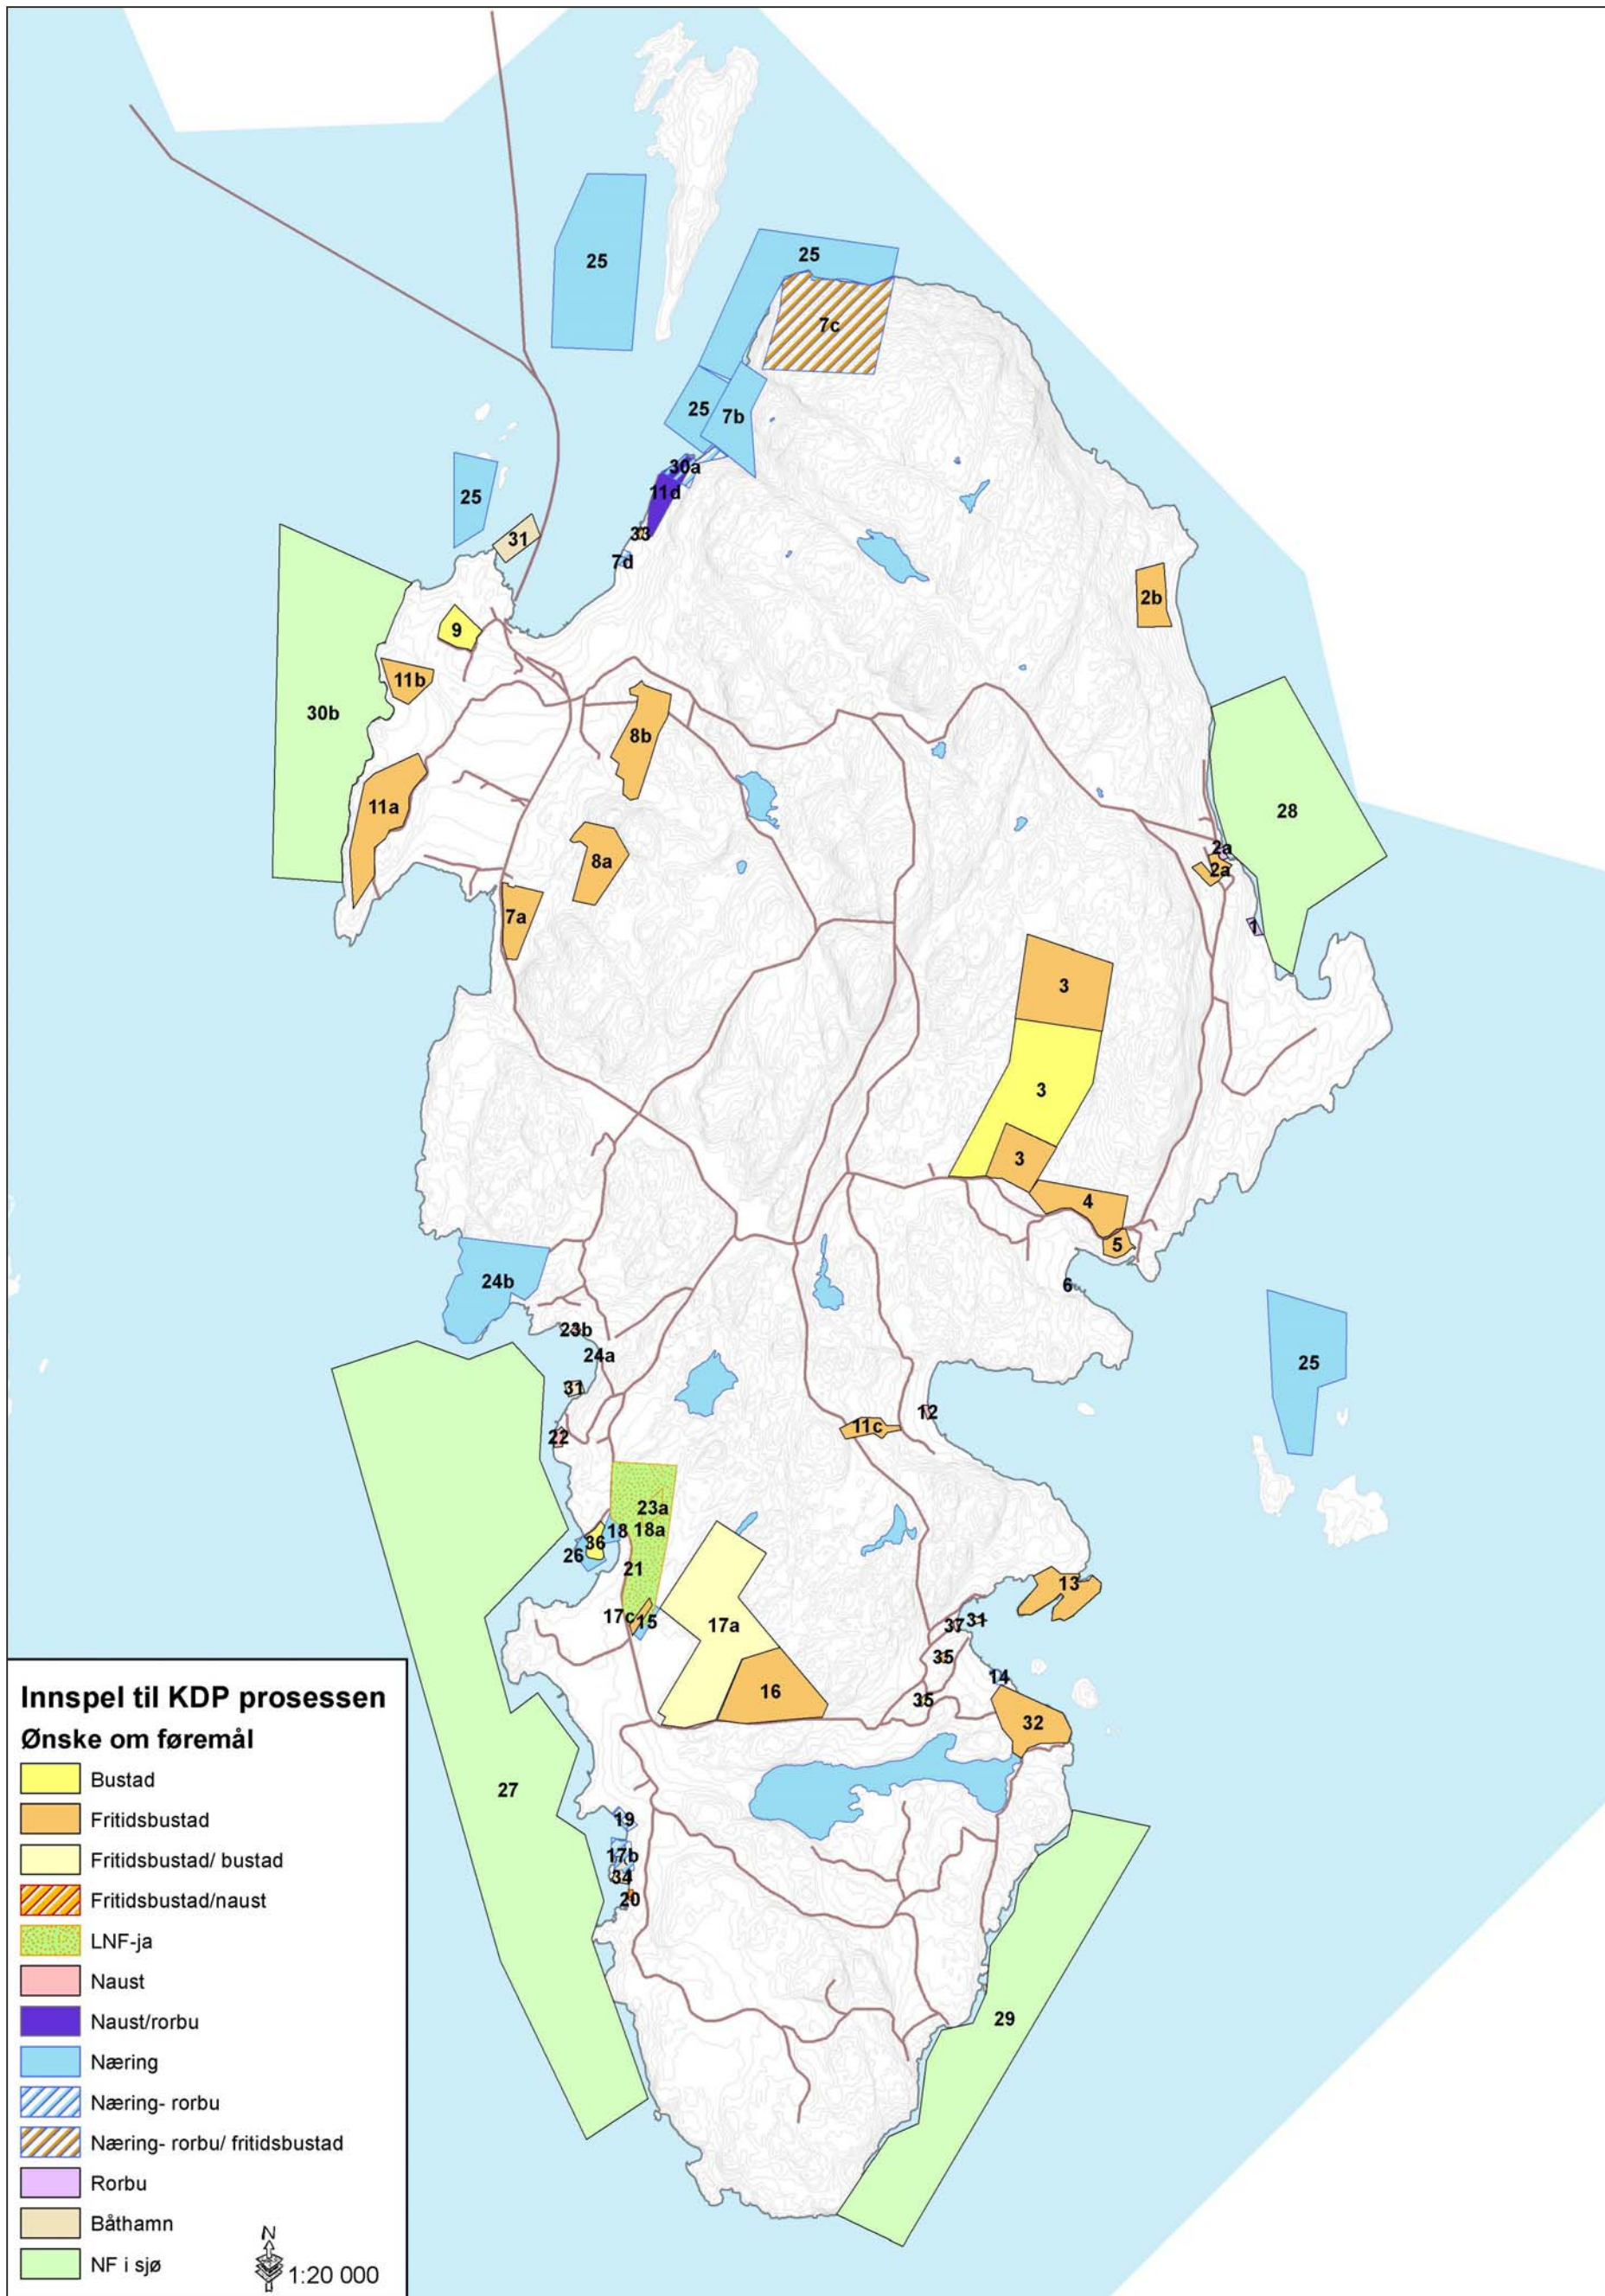 25
25
7c
25
7b
30a
25
11d
33
31
7d
2b
9
11b
30b
8b
11a
28
2a
8a
2a
7a
7
3
3
3
4
5
24b
6
23b
24a
25
31
12
11c
22
23a
18
18a
36
26
21
13
17c
15
17a
37
31
35
14
16
35
32
27
19
17b
34
20
29
Innspel til KDP prosessen
Ønske om føremål
Bustad
Fritidsbustad
Fritidsbustad/ bustad
Fritidsbustad/naust
LNF-ja
Naust
Naust/rorbu
Næring
Næring- rorbu
Næring- rorbu/ fritidsbustad
Rorbu
Båthamn
NF i sjø
N
1:20 000